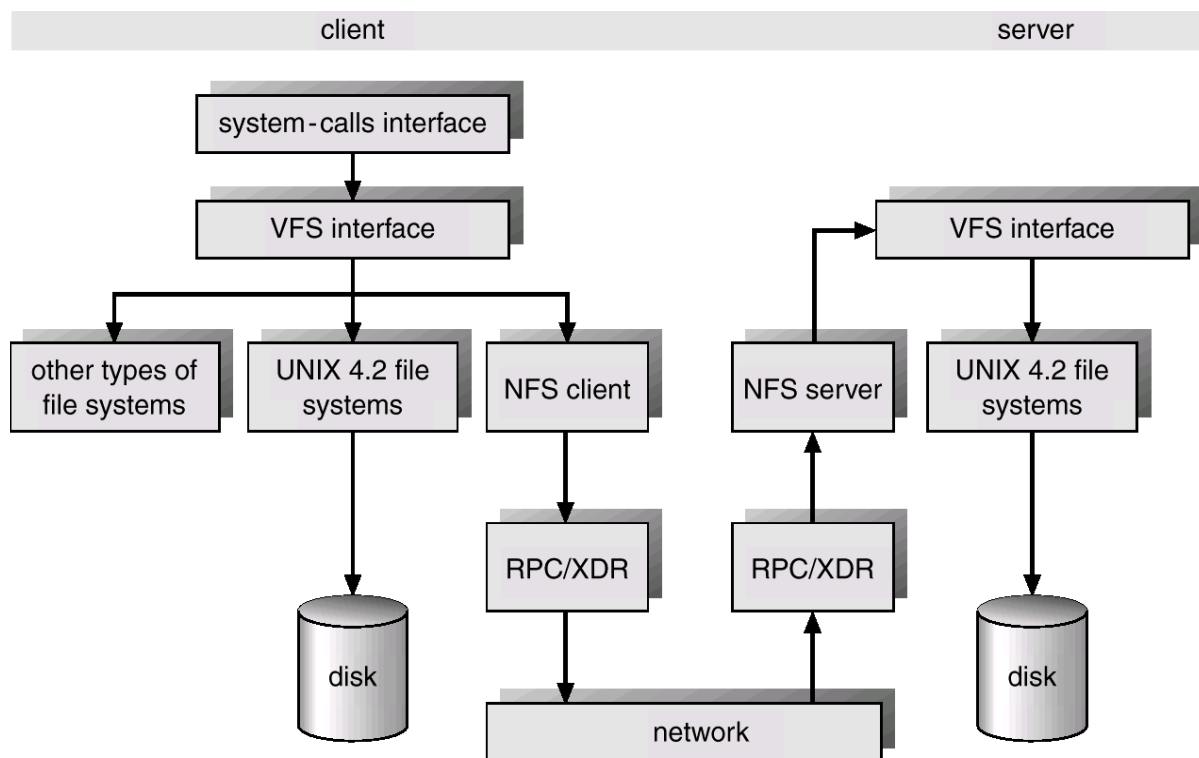 client
server
system-calls interface
VFS interface
VFS interface
other types of
file systems
UNIX 4.2 file
systems
NFS client
NFS server
UNIX 4.2 file
systems
RPC/XDR
RPC/XDR
disk
disk
network